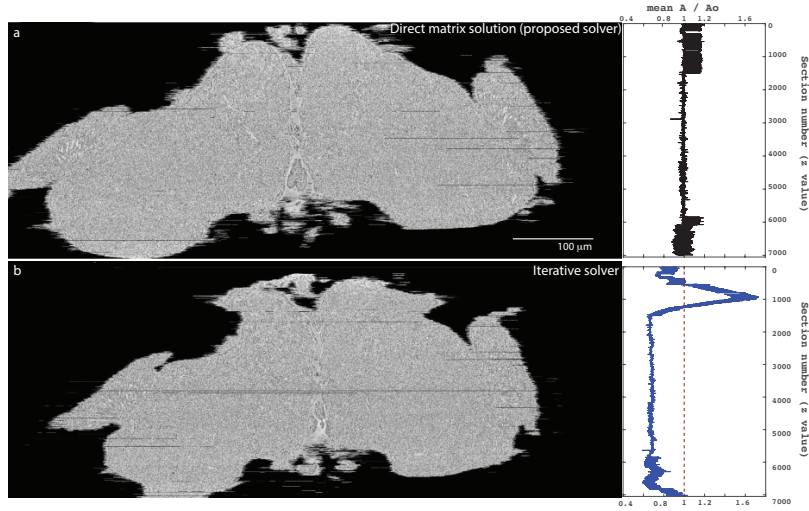 mean A / Ao
0.4 0.8 1 1.2 1.6
a
Direct matrix solution (proposed solver)
0
1000
2000
3000
4000
5000
6000
7000
Section number (z value)
100 µm
b
Iterative solver
0
1000
2000
3000
4000
5000
6000
7000
Section number (z value)
0.4 0.8 1 1.2 1.6